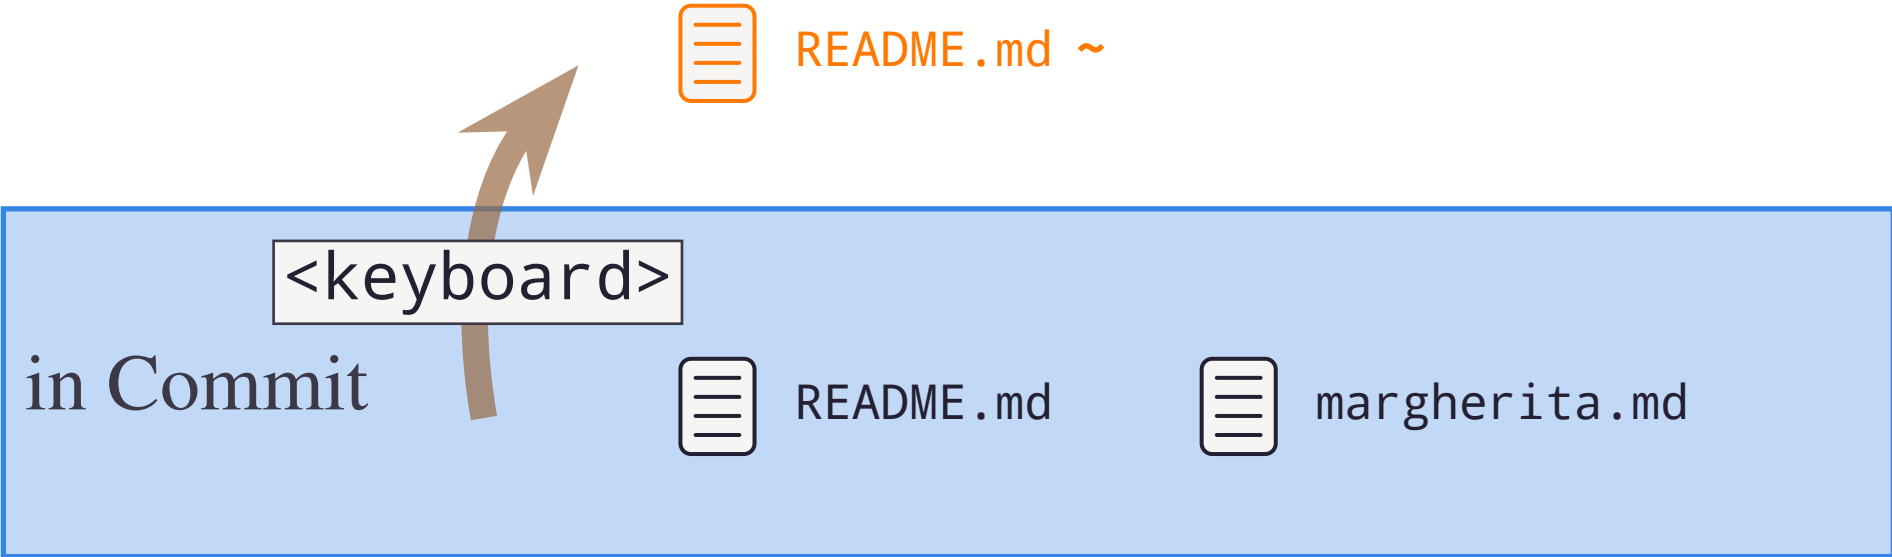 README.md ~
<keyboard>
in Commit
README.md
margherita.md